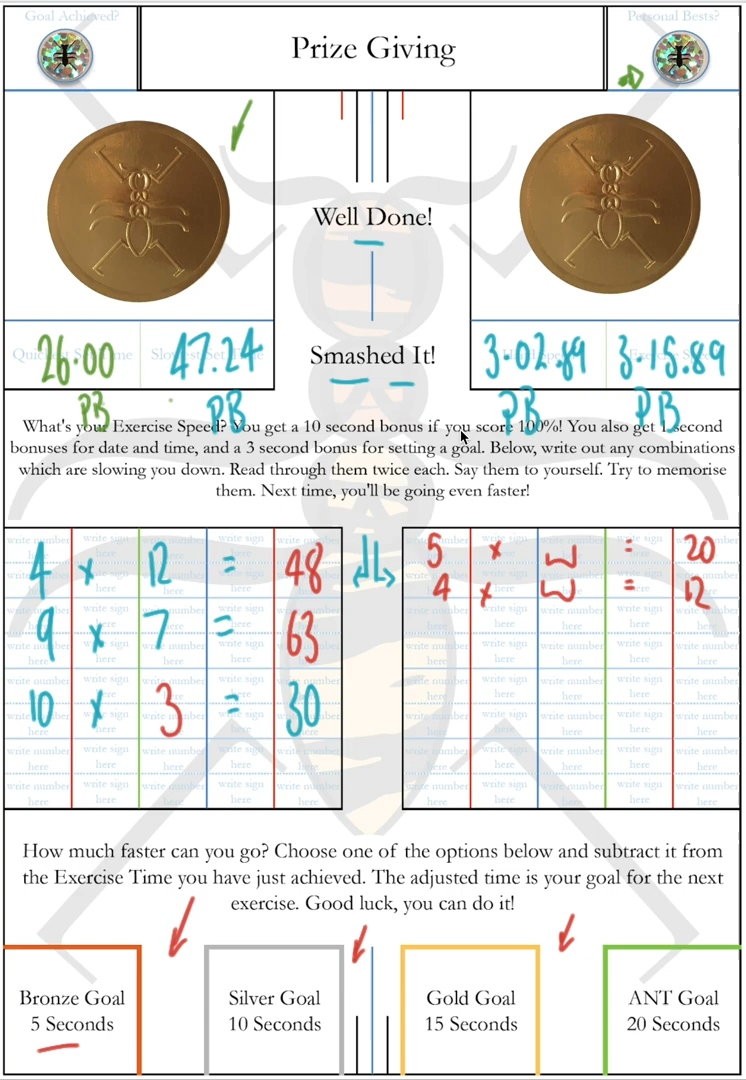 Goal Achieved?
Prize Giving
Personal Bests?
Well Done!
Smashed It!
26.00
47.24
3.02.89
3.15.89
PB
PB
PB
PB
What's your Exercise Speed? You get a 10 second bonus if you score 100%! You also get 1 second
bonuses for date and time, and a 3 second bonus for setting a goal. Below, write out any combinations
which are slowing you down. Read through them twice each. Say them to yourself. Try to memorise
them. Next time, you'll be going even faster!
4 x 12 = 48
9 x 7 = 63
10 x 3 = 30
5 x = 20
4 x = 12
write number here
write sign here
How much faster can you go? Choose one of the options below and subtract it from
the Exercise Time you have just achieved. The adjusted time is your goal for the next
exercise. Good luck, you can do it!
Bronze Goal
5 Seconds
Silver Goal
10 Seconds
Gold Goal
15 Seconds
ANT Goal
20 Seconds